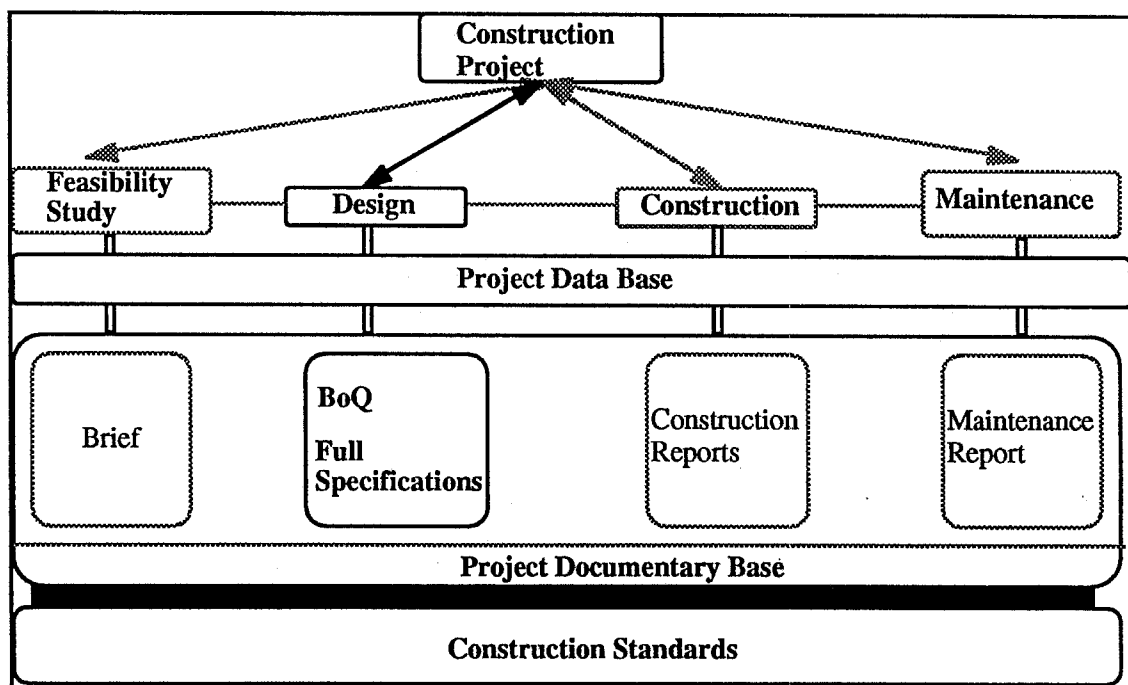 Construction
Project
Feasibility
Study
Design
Construction
Maintenance
Project Data Base
Brief
BoQ
Full
Specifications
Construction
Reports
Maintenance
Report
Project Documentary Base
Construction Standards